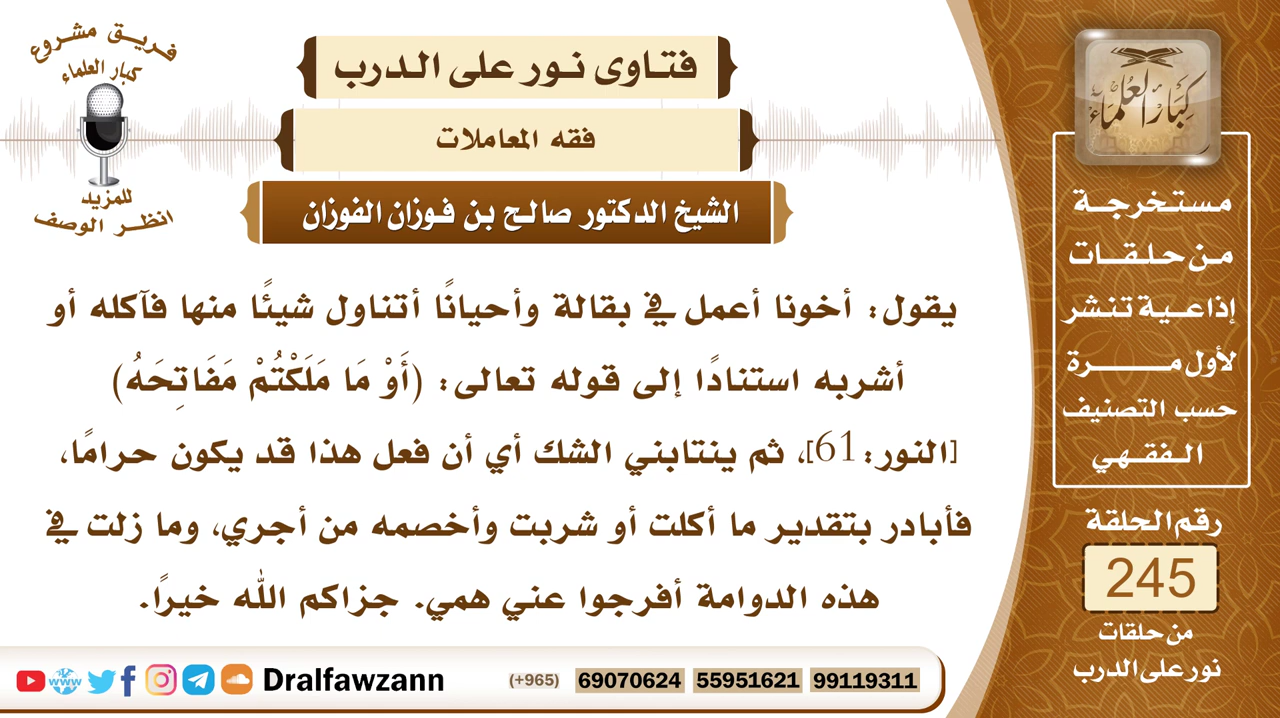 فريق مشروع
كبار العلماء
للمزيد
انظر الوصف
فتاوى نور على الدرب
فقه المعاملات
الشيخ الدكتور صالح بن فوزان الفوزان
يقول: أخونا أعمل في بقالة وأحيانًا أتناول شيئًا منها فآكله أو
أشربه استنادًا إلى قوله تعالى: (أَوْ مَا مَلَكْتُمْ مَفَاتِحَهُ)
[النور:61]، ثم ينتابني الشك أي أن فعل هذا قد يكون حرامًا،
فأبادر بتقدير ما أكلت أو شربت وأخصمه من أجري، وما زلت في
هذه الدوامة أفرجوا عني همي. جزاكم الله خيرًا.
كِبَارُ العُلَمَاء
مستخرجة
من حلقات
إذاعية تنشر
لأول مرة
حسب التصنيف
الفقهي
رقم الحلقة
245
من حلقات
نور على الدرب
www Dralfawzann (+965) 69070624 55951621 99119311